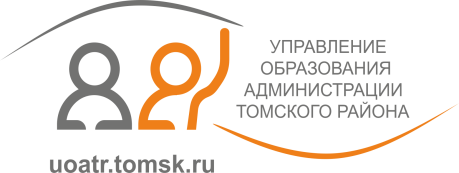 УПРАВЛЕНИЕ
ОБРАЗОВАНИЯ
АДМИНИСТРАЦИИ
ТОМСКОГО РАЙОНА
uoatr.tomsk.ru